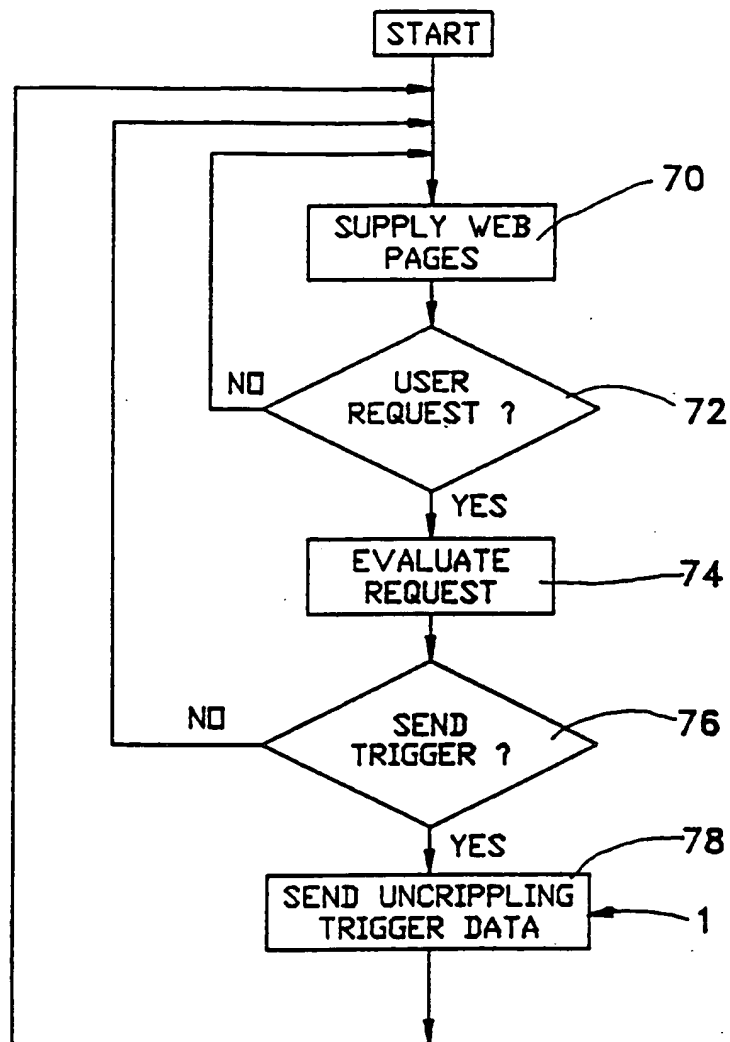 START
70
SUPPLY WEB
PAGES
NO
USER
REQUEST ?
72
YES
EVALUATE
REQUEST
74
NO
SEND
TRIGGER ?
76
YES
78
SEND UNCRIPPLING
TRIGGER DATA
1